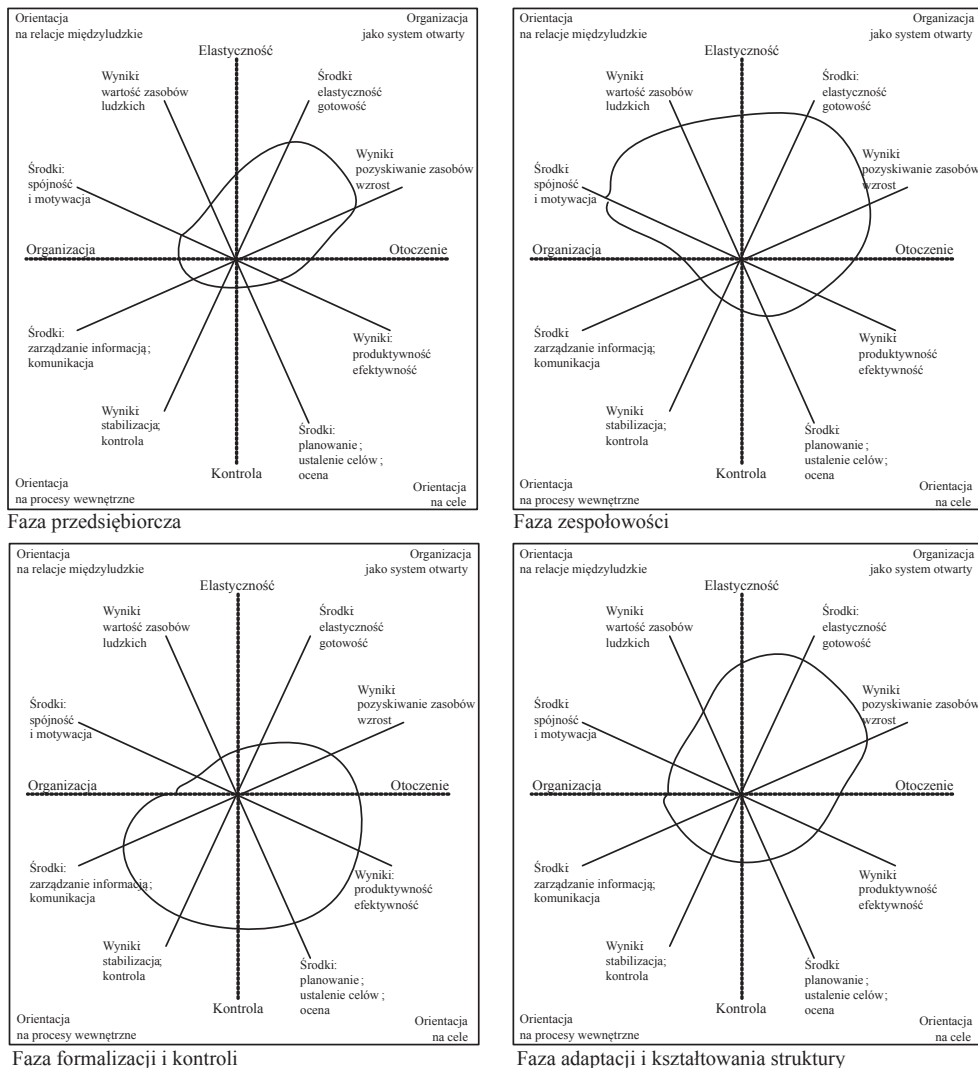 Orientacja
na relacje międzyludzkie
Organizacja
jako system otwarty
Elastyczność
Wyniki:
wartość zasobów
ludzkich
Środki:
elastyczność
gotowość
Środki:
spójność
i motywacja
Wyniki:
pozyskiwanie zasobów
wzrost
Organizacja
Otoczenie
Środki:
zarządzanie informacją;
komunikacja
Wyniki:
produktywność
efektywność
Wyniki:
stabilizacja;
kontrola
Środki:
planowanie;
ustalenie celów;
ocena
Kontrola
Orientacja
na procesy wewnętrzne
Orientacja
na cele
Faza przedsiębiorcza
Orientacja
na relacje międzyludzkie
Organizacja
jako system otwarty
Elastyczność
Wyniki:
wartość zasobów
ludzkich
Środki:
elastyczność
gotowość
Środki:
spójność
i motywacja
Wyniki:
pozyskiwanie zasobów
wzrost
Organizacja
Otoczenie
Środki:
zarządzanie informacją;
komunikacja
Wyniki:
produktywność
efektywność
Wyniki:
stabilizacja;
kontrola
Środki:
planowanie;
ustalenie celów;
ocena
Kontrola
Orientacja
na procesy wewnętrzne
Orientacja
na cele
Faza zespołowości
Orientacja
na relacje międzyludzkie
Organizacja
jako system otwarty
Elastyczność
Wyniki:
wartość zasobów
ludzkich
Środki:
elastyczność
gotowość
Środki:
spójność
i motywacja
Wyniki:
pozyskiwanie zasobów
wzrost
Organizacja
Otoczenie
Środki:
zarządzanie informacją;
komunikacja
Wyniki:
produktywność
efektywność
Wyniki:
stabilizacja;
kontrola
Środki:
planowanie;
ustalenie celów;
ocena
Kontrola
Orientacja
na procesy wewnętrzne
Orientacja
na cele
Faza formalizacji i kontroli
Orientacja
na relacje międzyludzkie
Organizacja
jako system otwarty
Elastyczność
Wyniki:
wartość zasobów
ludzkich
Środki:
elastyczność
gotowość
Środki:
spójność
i motywacja
Wyniki:
pozyskiwanie zasobów
wzrost
Organizacja
Otoczenie
Środki:
zarządzanie informacją;
komunikacja
Wyniki:
produktywność
efektywność
Wyniki:
stabilizacja;
kontrola
Środki:
planowanie;
ustalenie celów;
ocena
Kontrola
Orientacja
na procesy wewnętrzne
Orientacja
na cele
Faza adaptacji i kształtowania struktury